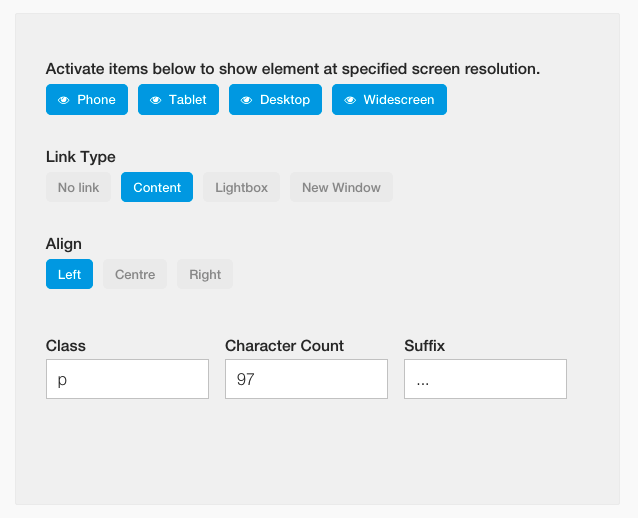 Activate items below to show element at specified screen resolution.
Phone Tablet Desktop Widescreen
Link Type
No link Content Lightbox New Window
Align
Left Centre Right
Class Character Count Suffix
p 97 ...